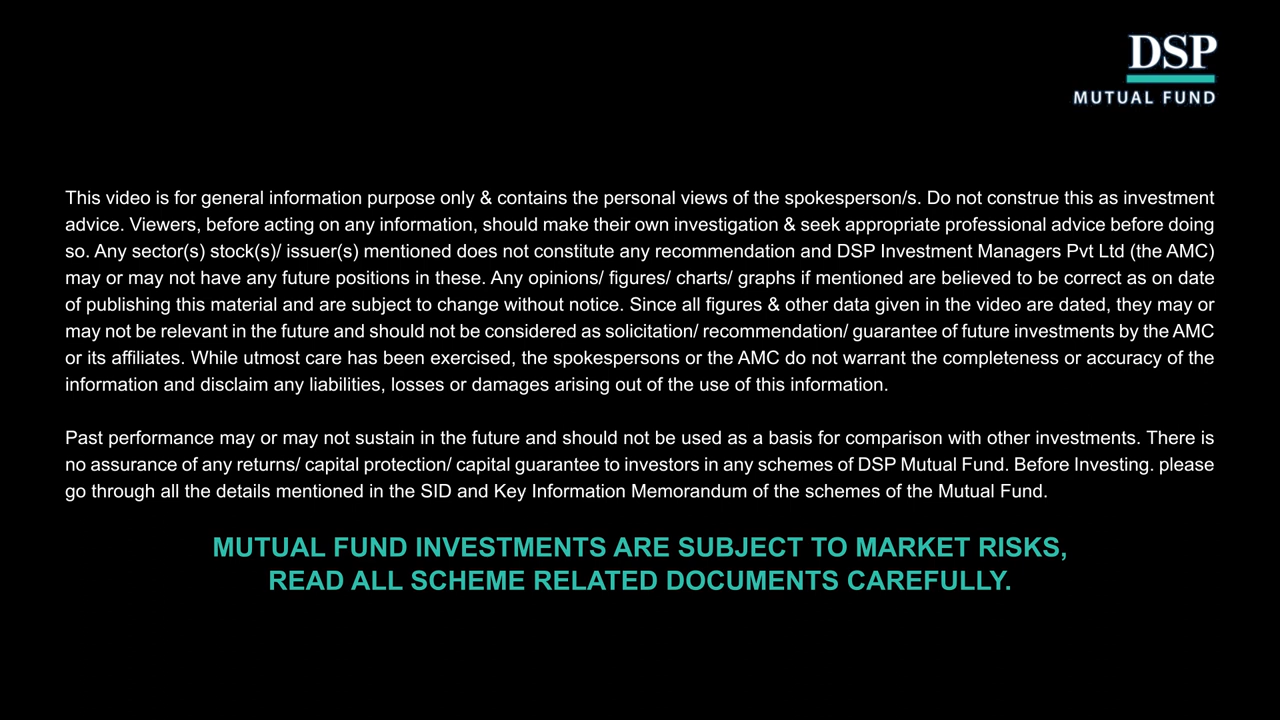 DSP
MUTUAL FUND
This video is for general information purpose only & contains the personal views of the spokesperson/s. Do not construe this as investment
advice. Viewers, before acting on any information, should make their own investigation & seek appropriate professional advice before doing
so. Any sector(s) stock(s)/ issuer(s) mentioned does not constitute any recommendation and DSP Investment Managers Pvt Ltd (the AMC)
may or may not have any future positions in these. Any opinions/ figures/ charts/ graphs if mentioned are believed to be correct as on date
of publishing this material and are subject to change without notice. Since all figures & other data given in the video are dated, they may or
may not be relevant in the future and should not be considered as solicitation/ recommendation/ guarantee of future investments by the AMC
or its affiliates. While utmost care has been exercised, the spokespersons or the AMC do not warrant the completeness or accuracy of the
information and disclaim any liabilities, losses or damages arising out of the use of this information.
Past performance may or may not sustain in the future and should not be used as a basis for comparison with other investments. There is
no assurance of any returns/ capital protection/ capital guarantee to investors in any schemes of DSP Mutual Fund. Before Investing. please
go through all the details mentioned in the SID and Key Information Memorandum of the schemes of the Mutual Fund.
MUTUAL FUND INVESTMENTS ARE SUBJECT TO MARKET RISKS,
READ ALL SCHEME RELATED DOCUMENTS CAREFULLY.